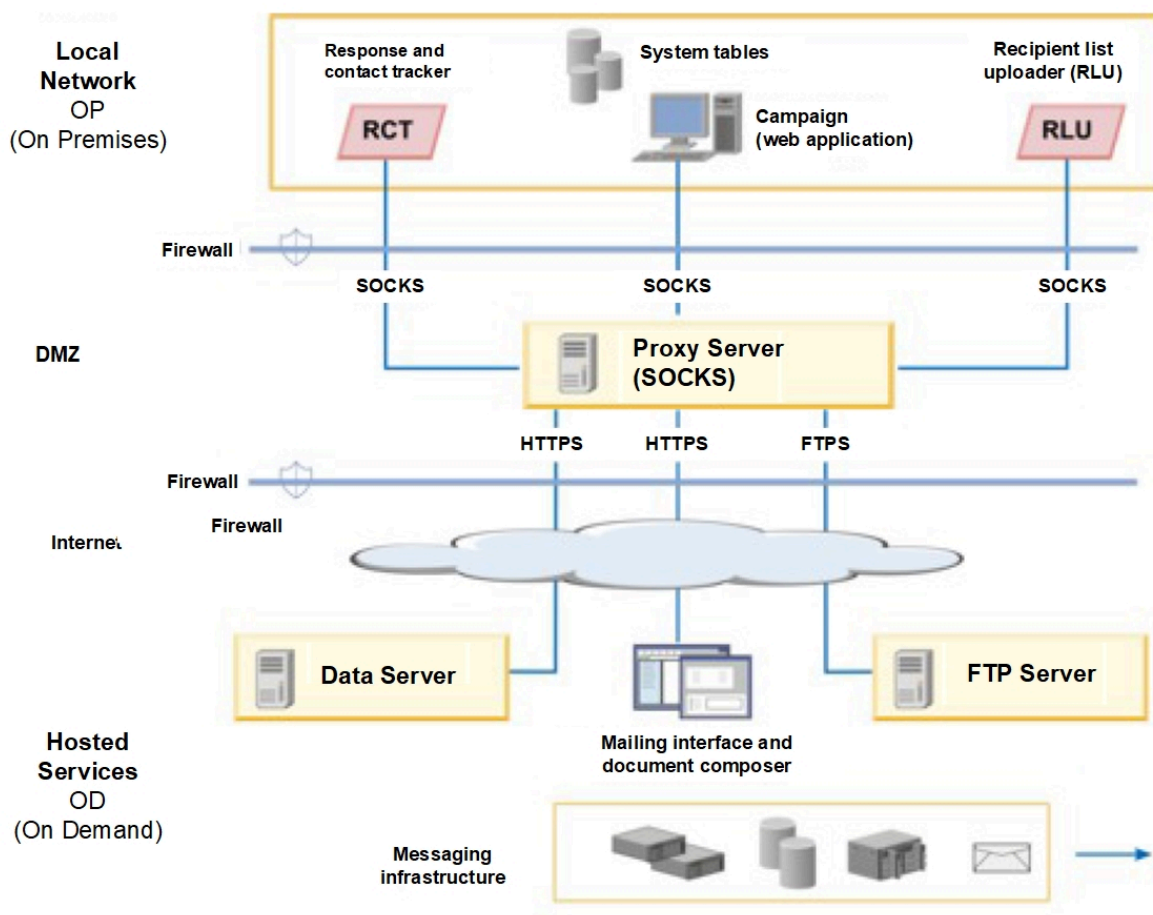 Local
Network
OP
(On Premises)
Response and
contact tracker
System tables
Recipient list
uploader (RLU)
RCT
Campaign
(web application)
RLU
Firewall
SOCKS
SOCKS
SOCKS
DMZ
Proxy Server
(SOCKS)
HTTPS
HTTPS
FTPS
Firewall
Firewall
Internet
Data Server
FTP Server
Mailing interface and
document composer
Hosted
Services
OD
(On Demand)
Messaging
infrastructure